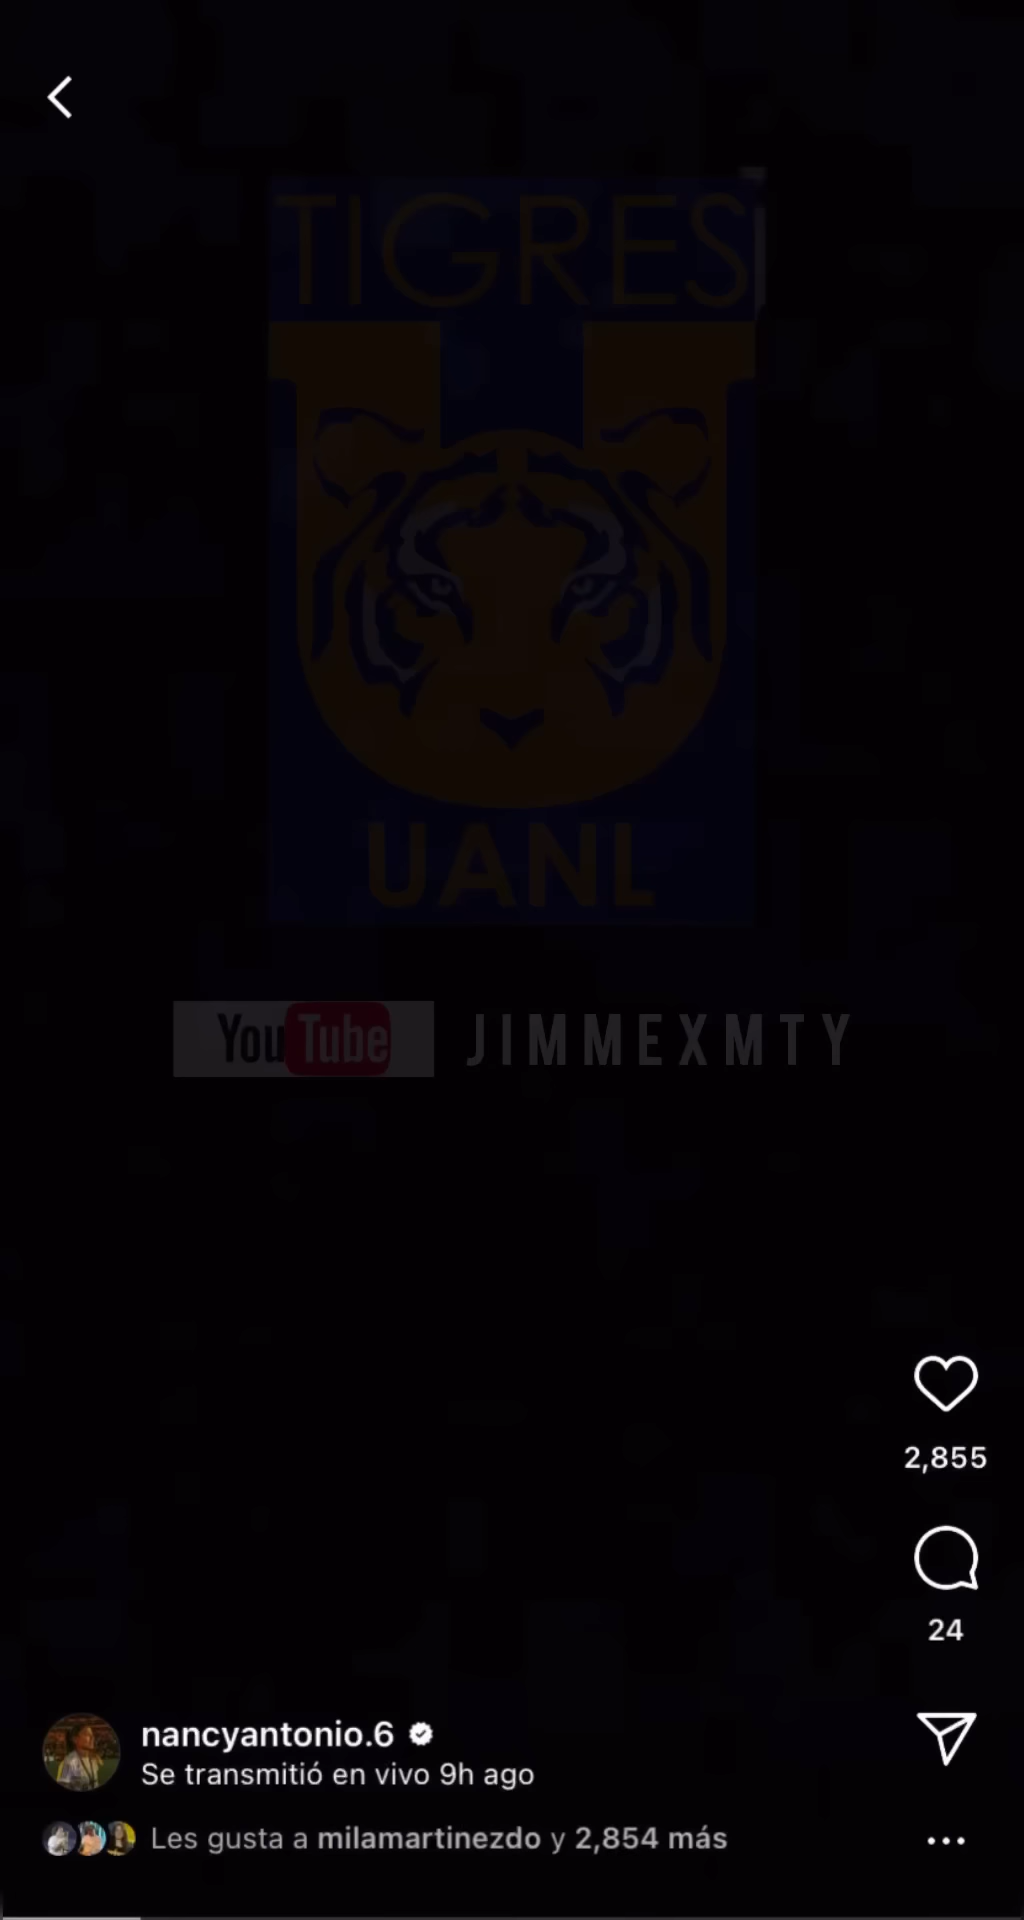 TIGRES
UANL
YouTube JIMMEXMTY
2,855
24
nancyantonio.6
Se transmitió en vivo 9h ago
Les gusta a milamartinezdo y 2,854 más